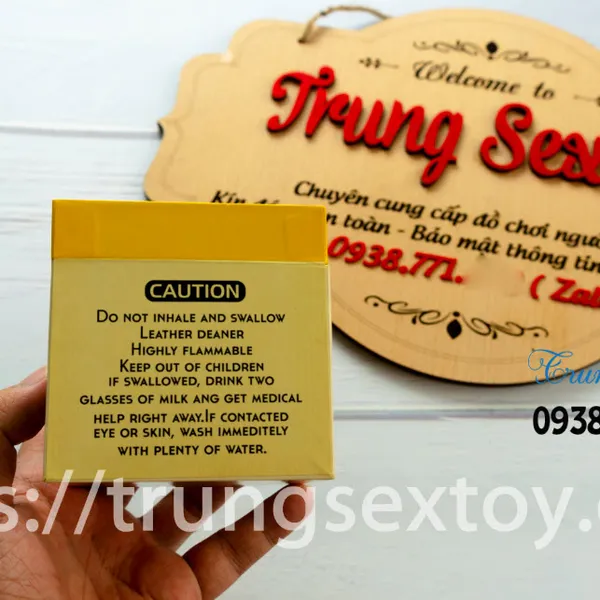 Welcome to
Trung Sex
Chuyên cung cấp đồ chơi ngườ
toàn - Bảo mật thông tin
0938.771.
( Zal
CAUTION
DO NOT INHALE AND SWALLOW
LEATHER DEANER
HIGHLY FLAMMABLE
KEEP OUT OF CHILDREN
IF SWALLOWED, DRINK TWO
GLASSES OF MILK ANG GET MEDICAL
HELP RIGHT AWAY.IF CONTACTED
EYE OR SKIN, WASH IMMEDITELY
WITH PLENTY OF WATER.
Trun
0938
s://trungsextoy.c